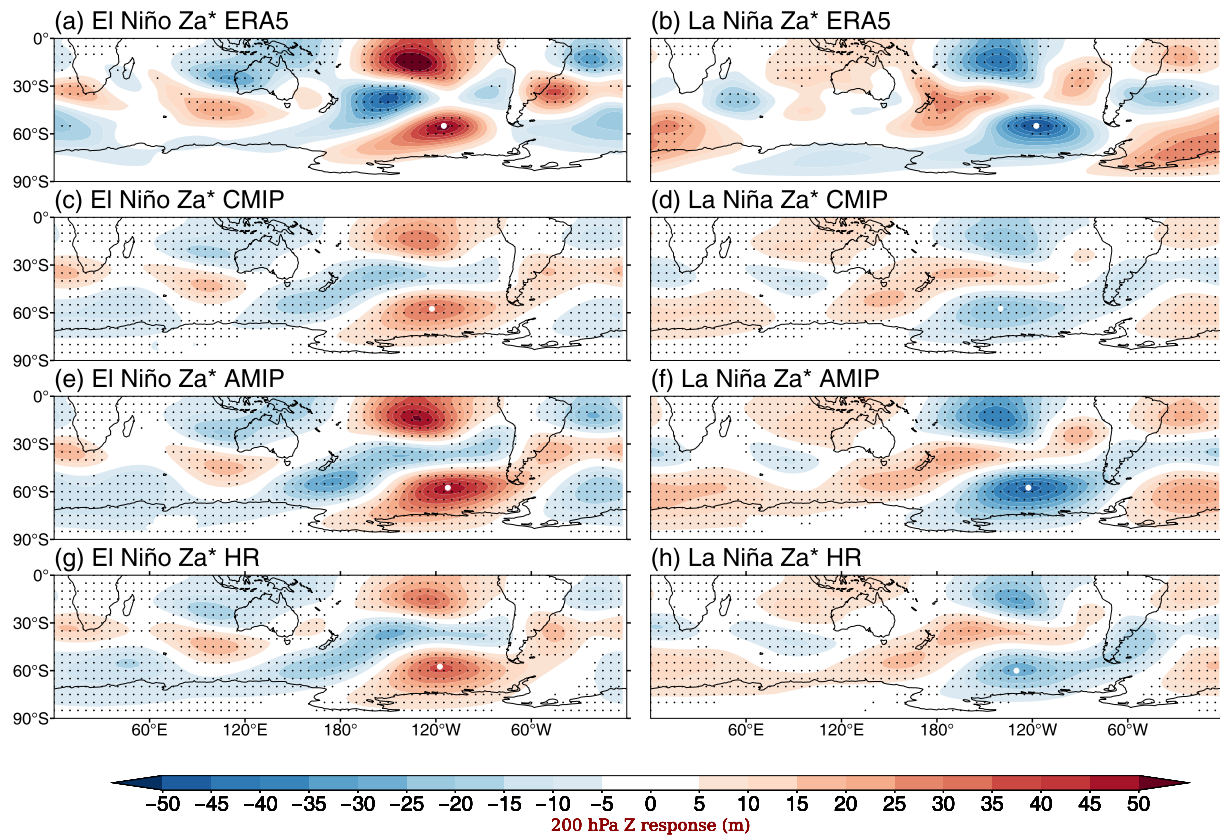 (a) El Niño Za* ERA5
(b) La Niña Za* ERA5
0°
30°S
60°S
90°S
(c) El Niño Za* CMIP
(d) La Niña Za* CMIP
0°
30°S
60°S
90°S
(e) El Niño Za* AMIP
(f) La Niña Za* AMIP
0°
30°S
60°S
90°S
(g) El Niño Za* HR
(h) La Niña Za* HR
0°
30°S
60°S
90°S
60°E 120°E 180° 120°W 60°W 60°E 120°E 180° 120°W 60°W
−50 −45 −40 −35 −30 −25 −20 −15 −10 −5 0 5 10 15 20 25 30 35 40 45 50
200 hPa Z response (m)